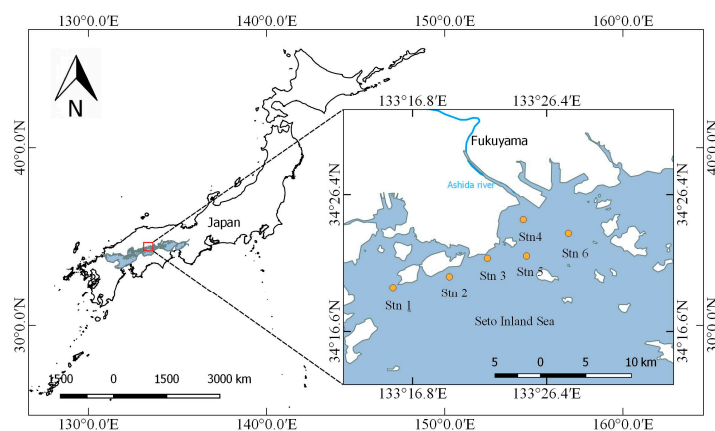 130°0.0'E 140°0.0'E 150°0.0'E 160°0.0'E
N
133°16.8'E 133°26.4'E
40°0.0'N
30°0.0'N
Japan
Fukuyama
Ashida river
34°26.4'N
34°16.6'N
34°26.4'N
34°16.6'N
Stn4
Stn 6
Stn 3
Stn 5
Stn 2
Stn 1
Seto Inland Sea
5 0 5 10 km
133°16.8'E 133°26.4'E
40°0.0'N
30°0.0'N
1500 0 1500 3000 km
130°0.0'E 140°0.0'E 150°0.0'E 160°0.0'E